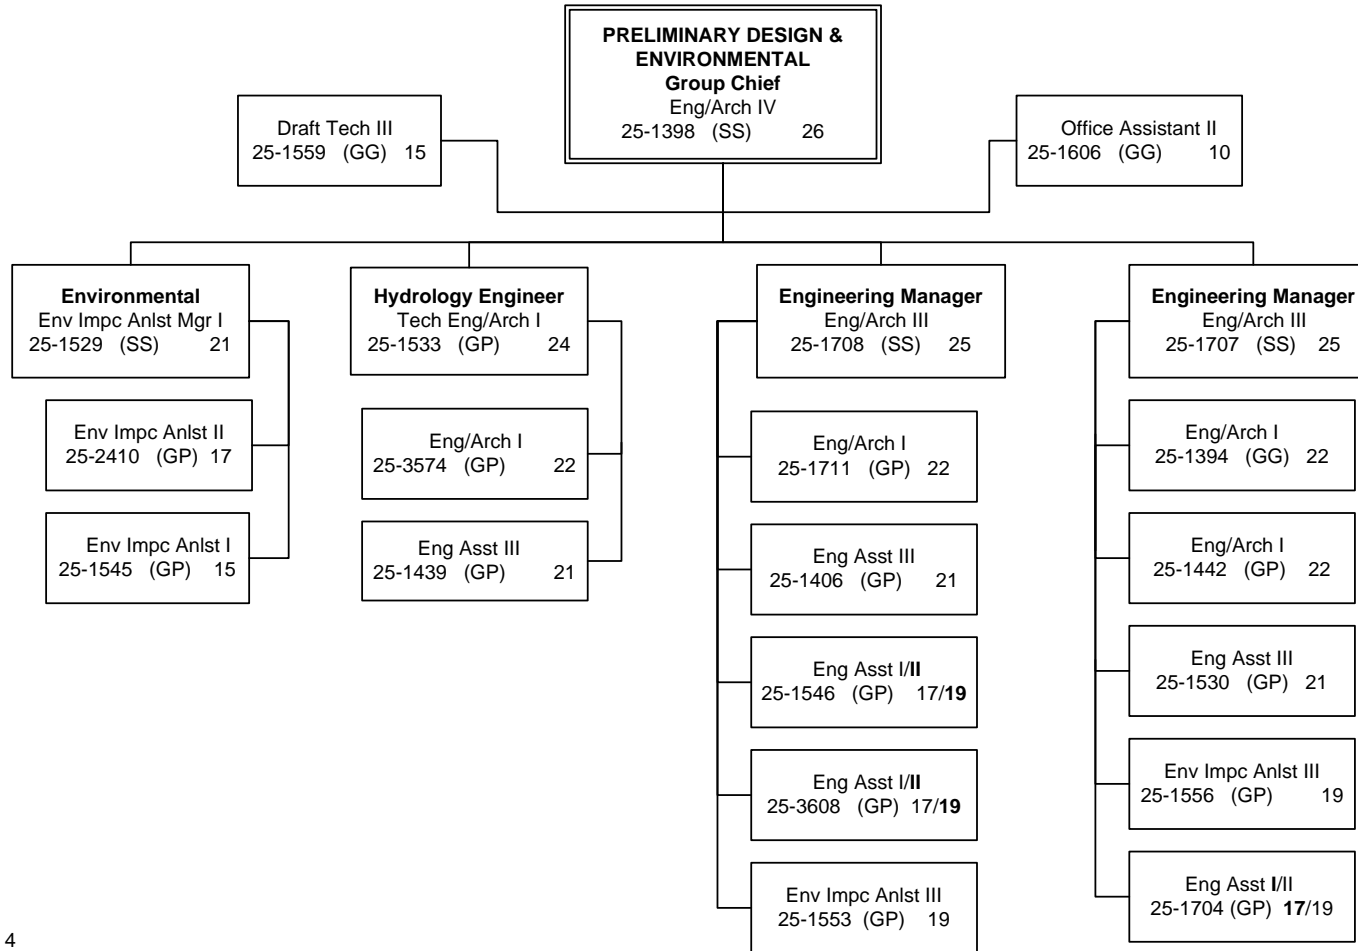 PRELIMINARY DESIGN &
ENVIRONMENTAL
Group Chief
Eng/Arch IV
25-1398 (SS) 26
Draft Tech III
25-1559 (GG) 15
Office Assistant II
25-1606 (GG) 10
Environmental
Env Impc Anlst Mgr I
25-1529 (SS) 21
Env Impc Anlst II
25-2410 (GP) 17
Env Impc Anlst I
25-1545 (GP) 15
Hydrology Engineer
Tech Eng/Arch I
25-1533 (GP) 24
Eng/Arch I
25-3574 (GP) 22
Eng Asst III
25-1439 (GP) 21
Engineering Manager
Eng/Arch III
25-1708 (SS) 25
Eng/Arch I
25-1711 (GP) 22
Eng Asst III
25-1406 (GP) 21
Eng Asst I/II
25-1546 (GP) 17/19
Eng Asst I/II
25-3608 (GP) 17/19
Env Impc Anlst III
25-1553 (GP) 19
Engineering Manager
Eng/Arch III
25-1707 (SS) 25
Eng/Arch I
25-1394 (GG) 22
Eng/Arch I
25-1442 (GP) 22
Eng Asst III
25-1530 (GP) 21
Env Impc Anlst III
25-1556 (GP) 19
Eng Asst I/II
25-1704 (GP) 17/19
4